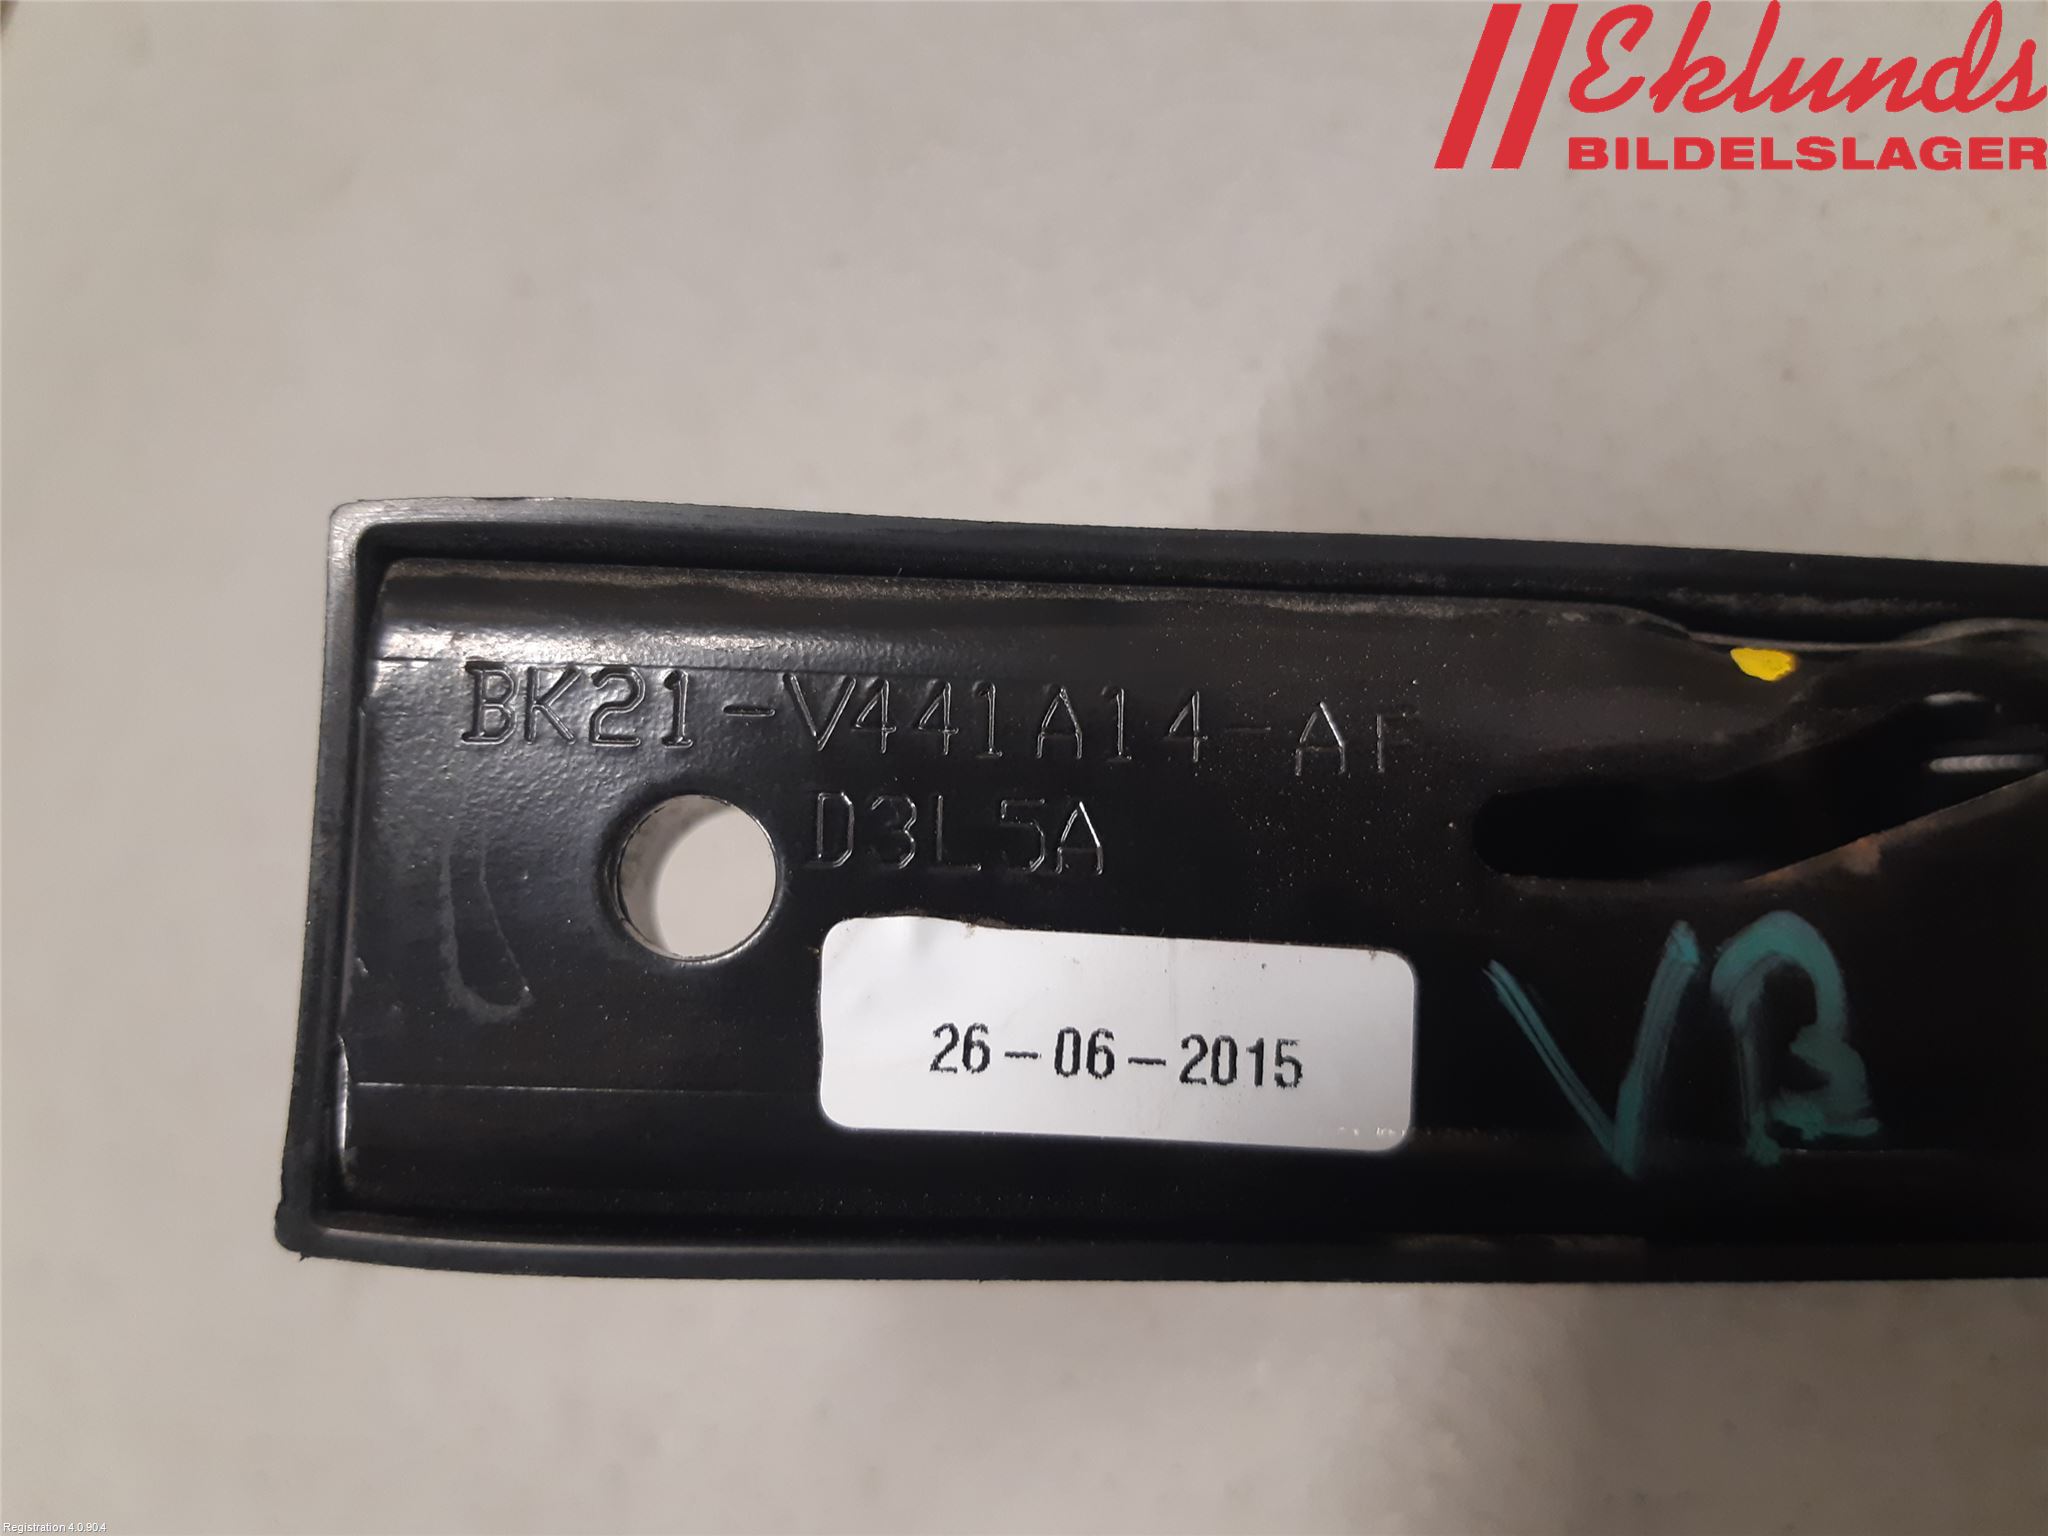 Eklunds
BILDELSLAGER
BK21-V441A14-AF
D3L5A
26-06-2015
VB
Registration 4.0.90.4